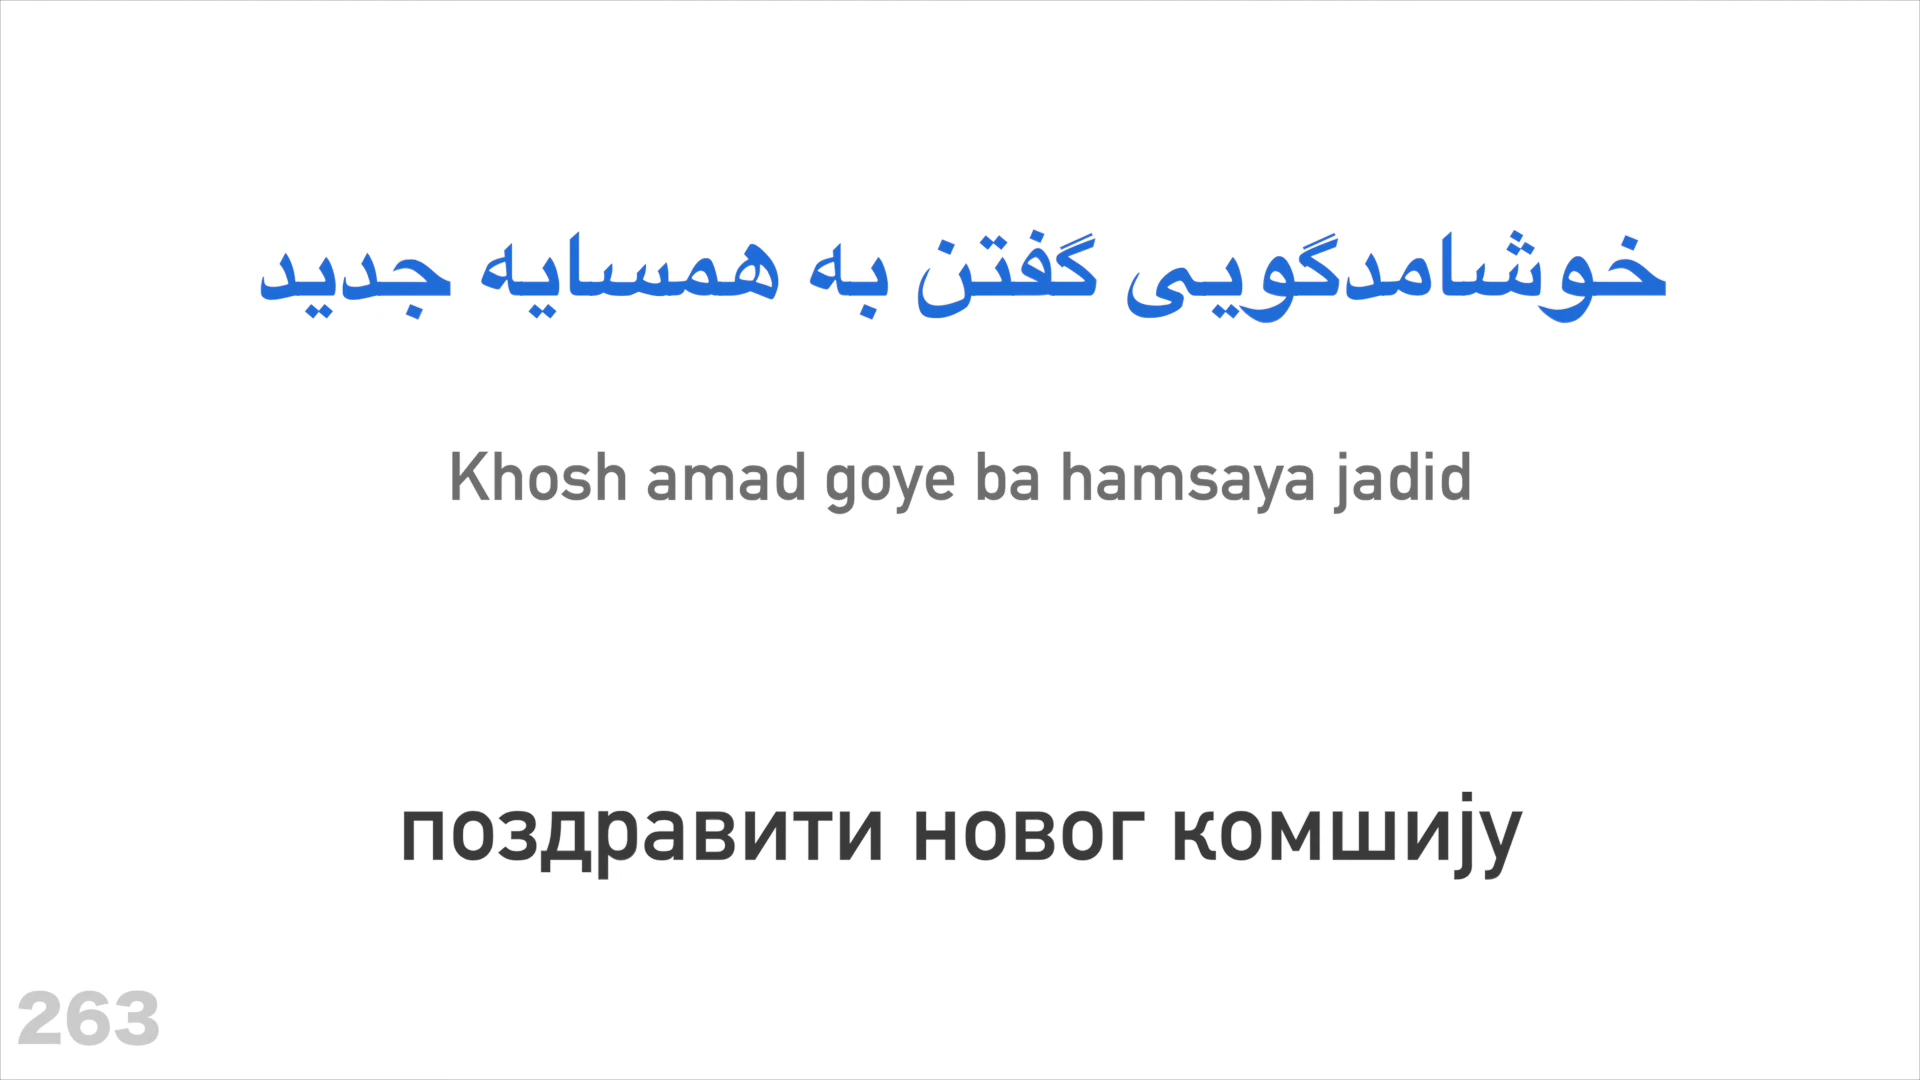 خوشامدگویی گفتن به همسایه جدید
Khosh amad goye ba hamsaya jadid
поздравити новог комшију
263